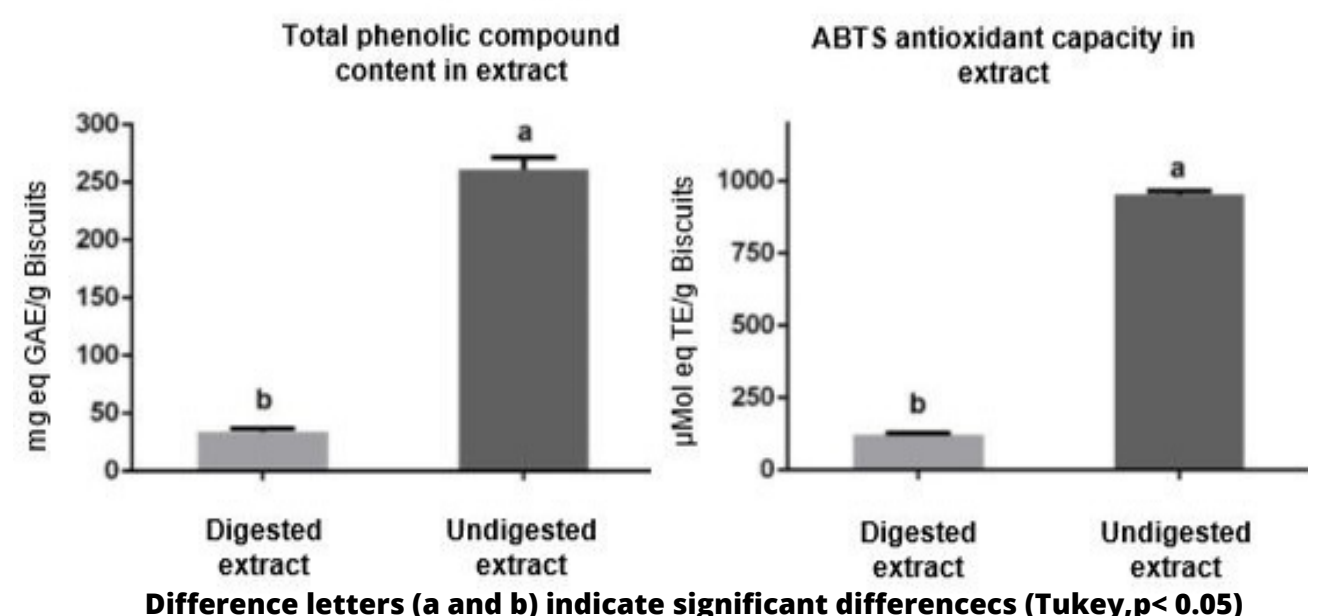 Total phenolic compound
content in extract
300
a
250
200
150
100
b
50
0
mg eq GAE/g Biscuits
Digested
extract
Undigested
extract
ABTS antioxidant capacity in
extract
1000
a
750
500
250
b
0
µMol eq TE/g Biscuits
Digested
extract
Undigested
extract
Difference letters (a and b) indicate significant differencecs (Tukey,p< 0.05)